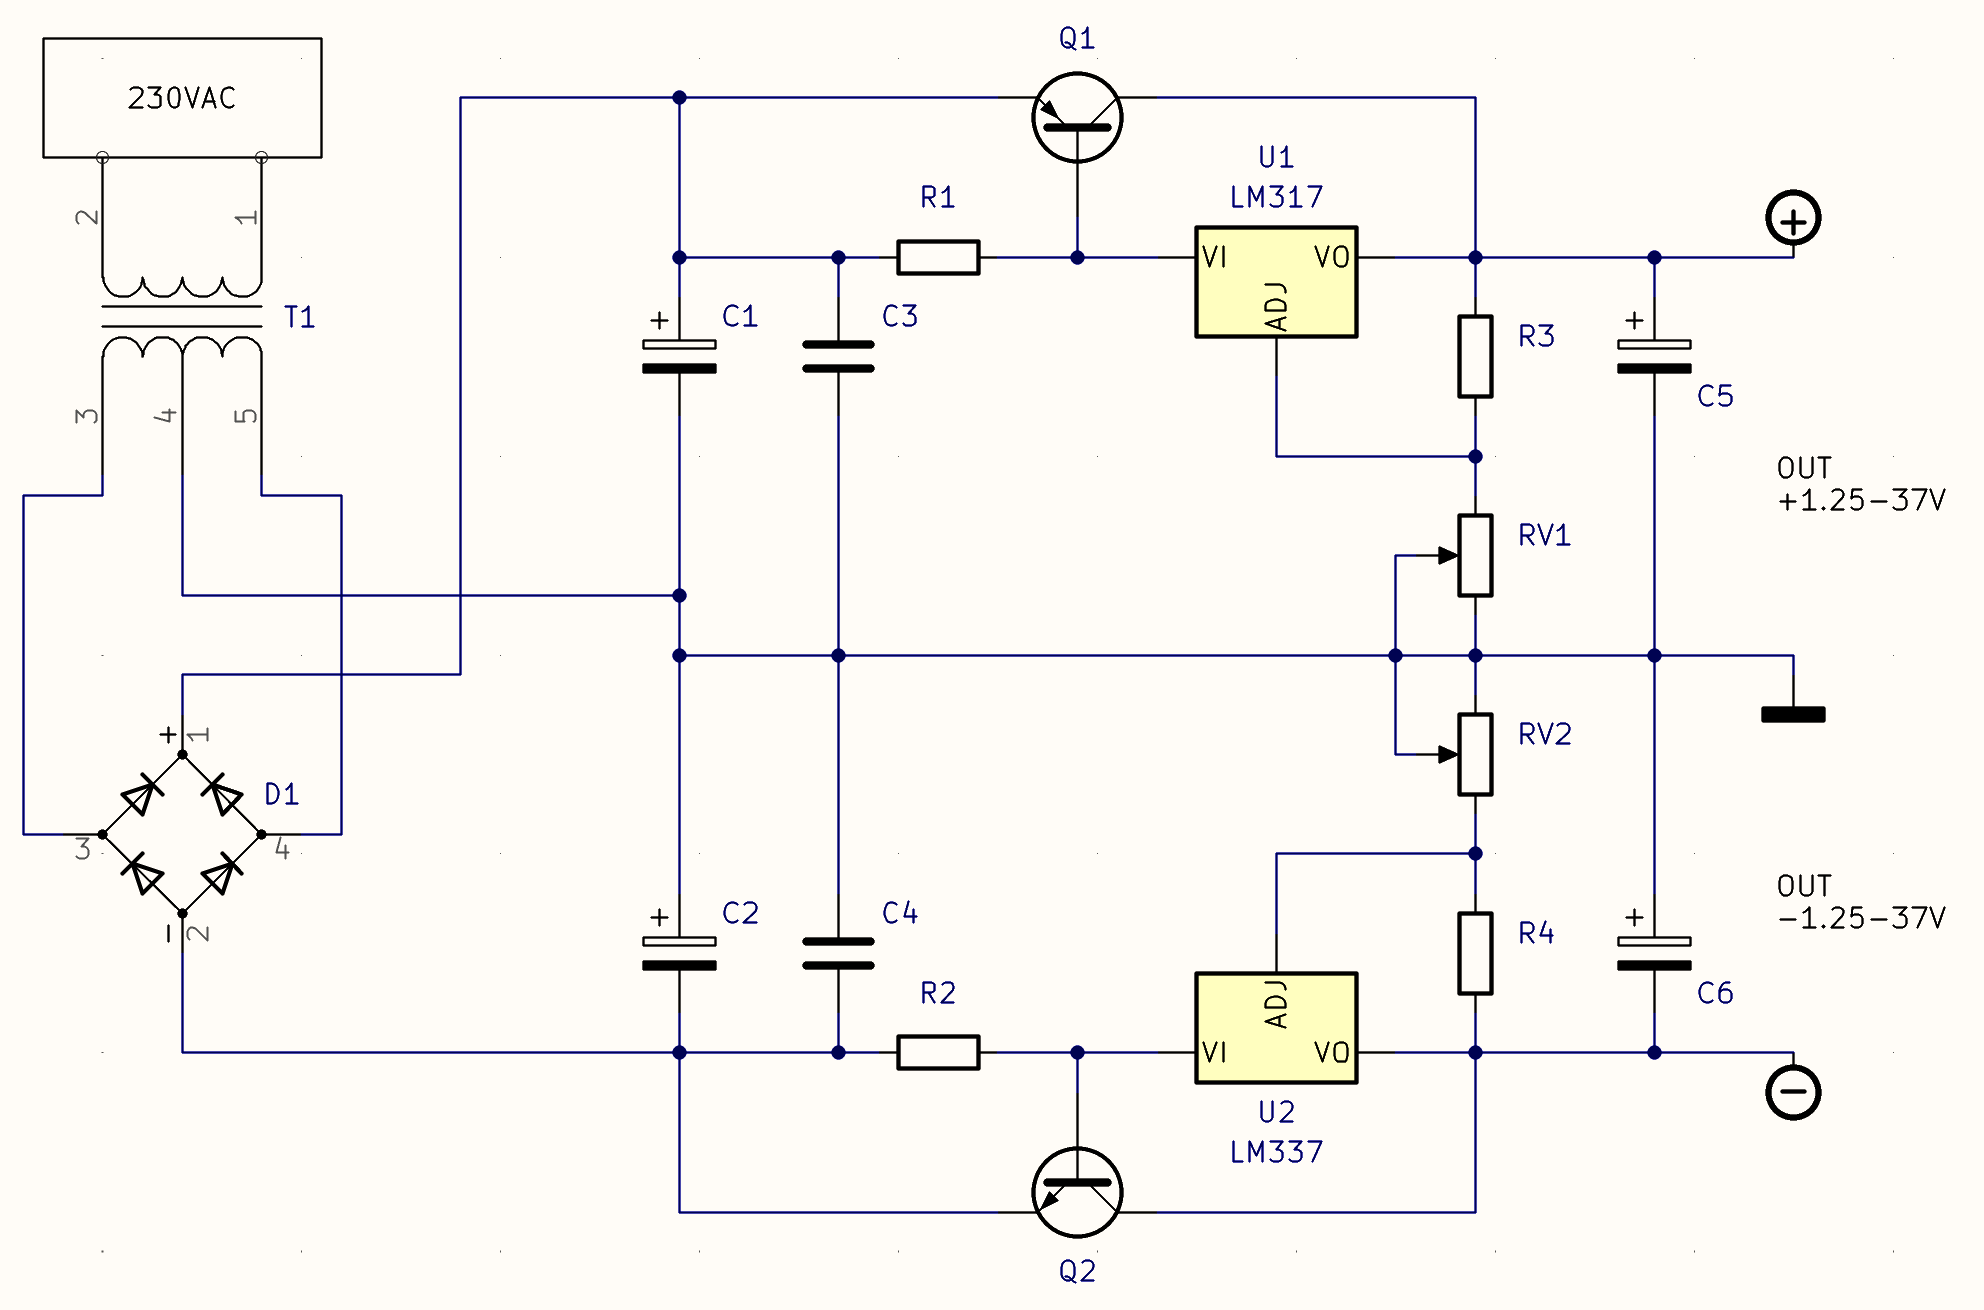 Q1
230VAC
U1
LM317
R1
2
1
VI
VO
ADJ
+
T1
+
C1
C3
+
R3
C5
3
4
5
OUT
+1.25-37V
RV1
+
1
RV2
D1
3
4
OUT
-1.25-37V
+
C2
C4
+
R4
-
2
R2
ADJ
C6
VI
VO
-
U2
LM337
Q2